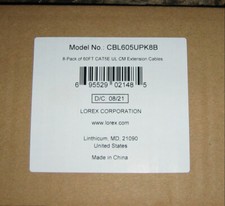 Model No.: CBL605UPK8B
8-Pack of 60FT CAT5E UL CM Extension Cables
6 95529 02148 5
D/C: 08/21
LOREX CORPORATION
www.lorex.com
Linthicum, MD, 21090
United States
Made in China